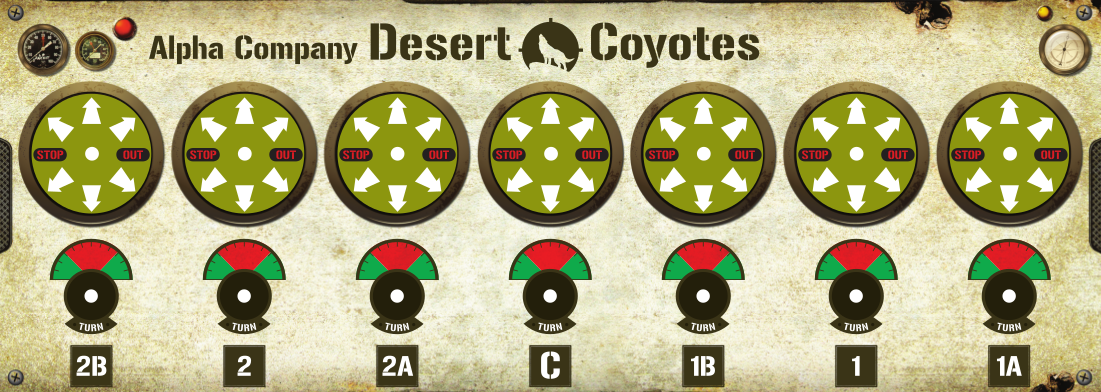 Alpha Company Desert Coyotes
STOP OUT STOP OUT STOP OUT STOP OUT STOP OUT STOP OUT STOP OUT
TURN TURN TURN TURN TURN TURN TURN
2B 2 2A C 1B 1 1A